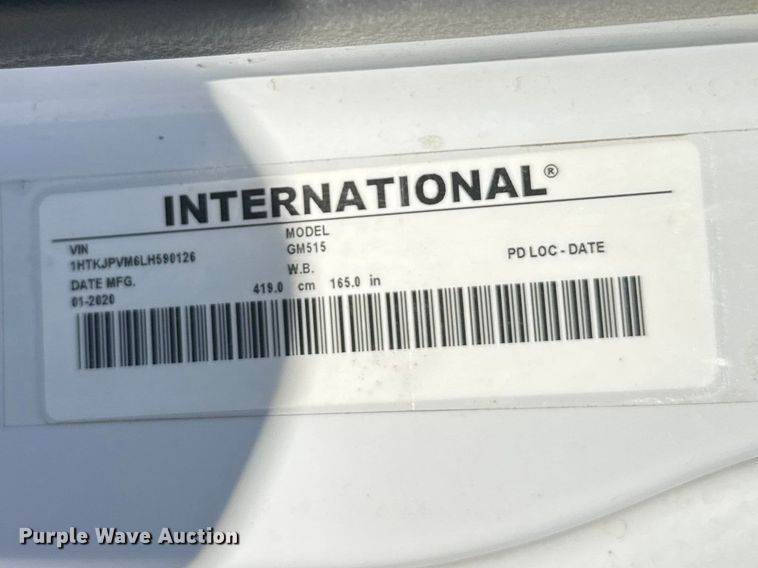 INTERNATIONAL®
VIN
1HTKJPVM6LH590126
MODEL
GM515
DATE MFG.
01-2020
W.B.
419.0 cm 165.0 in
PD LOC - DATE
Purple Wave Auction